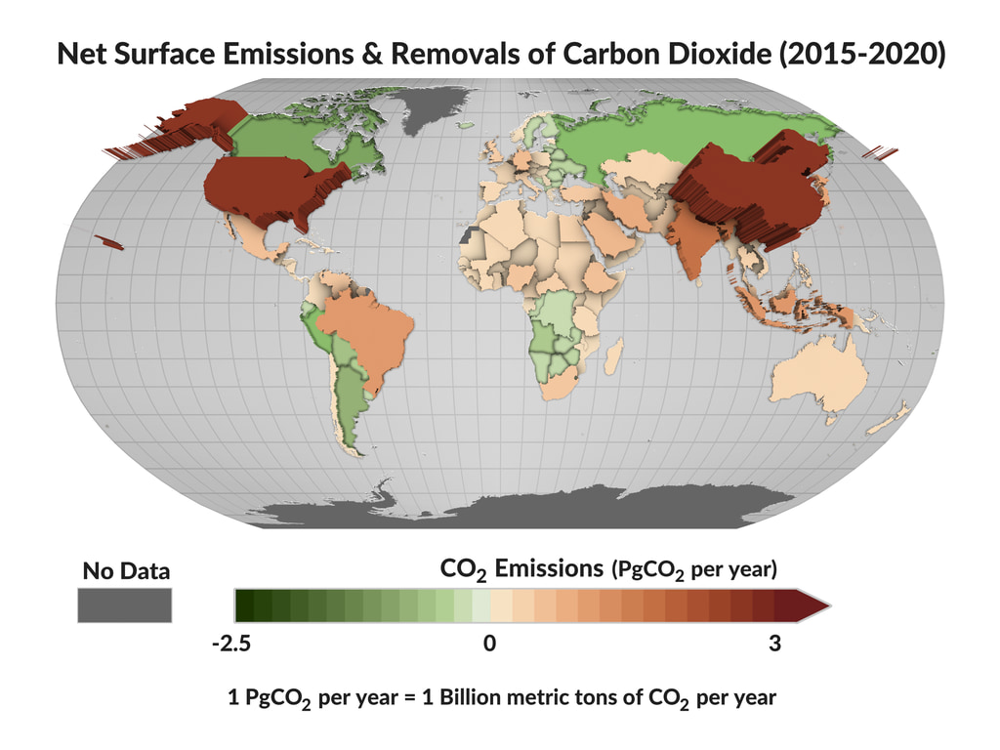 Net Surface Emissions & Removals of Carbon Dioxide (2015-2020)
No Data
CO₂ Emissions (PgCO₂ per year)
-2.5 0 3
1 PgCO₂ per year = 1 Billion metric tons of CO₂ per year